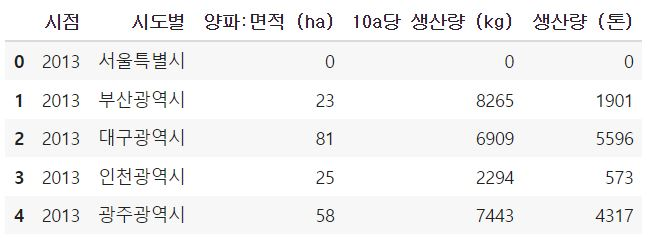 시점 시도별 양파:면적 (ha) 10a당 생산량 (kg) 생산량 (톤)
0 2013 서울특별시 0 0 0
1 2013 부산광역시 23 8265 1901
2 2013 대구광역시 81 6909 5596
3 2013 인천광역시 25 2294 573
4 2013 광주광역시 58 7443 4317